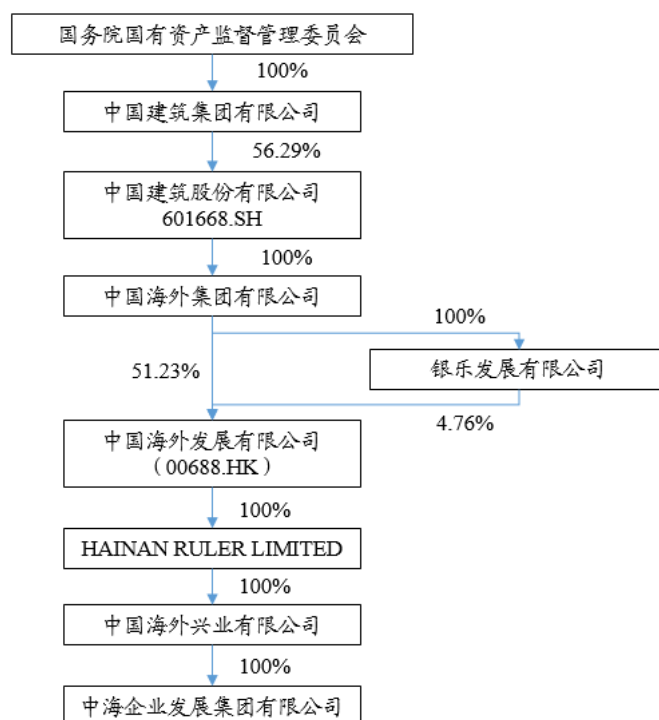 国务院国有资产监督管理委员会
100%
中国建筑集团有限公司
56.29%
中国建筑股份有限公司
601668.SH
100%
中国海外集团有限公司
100%
51.23%
银乐发展有限公司
4.76%
中国海外发展有限公司
（00688.HK）
100%
HAINAN RULER LIMITED
100%
中国海外兴业有限公司
100%
中海企业发展集团有限公司